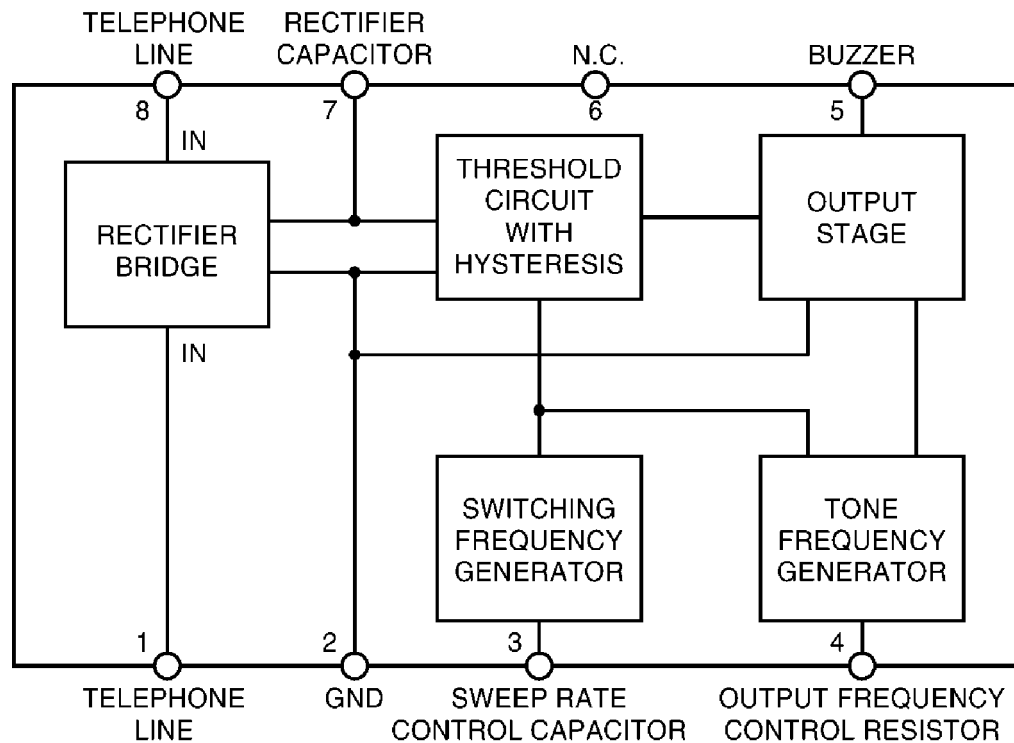 TELEPHONE
LINE
RECTIFIER
CAPACITOR
N.C.
BUZZER
8
7
6
5
IN
RECTIFIER
BRIDGE
IN
THRESHOLD
CIRCUIT
WITH
HYSTERESIS
OUTPUT
STAGE
SWITCHING
FREQUENCY
GENERATOR
TONE
FREQUENCY
GENERATOR
1
2
3
4
TELEPHONE
LINE
GND
SWEEP RATE
CONTROL CAPACITOR
OUTPUT FREQUENCY
CONTROL RESISTOR